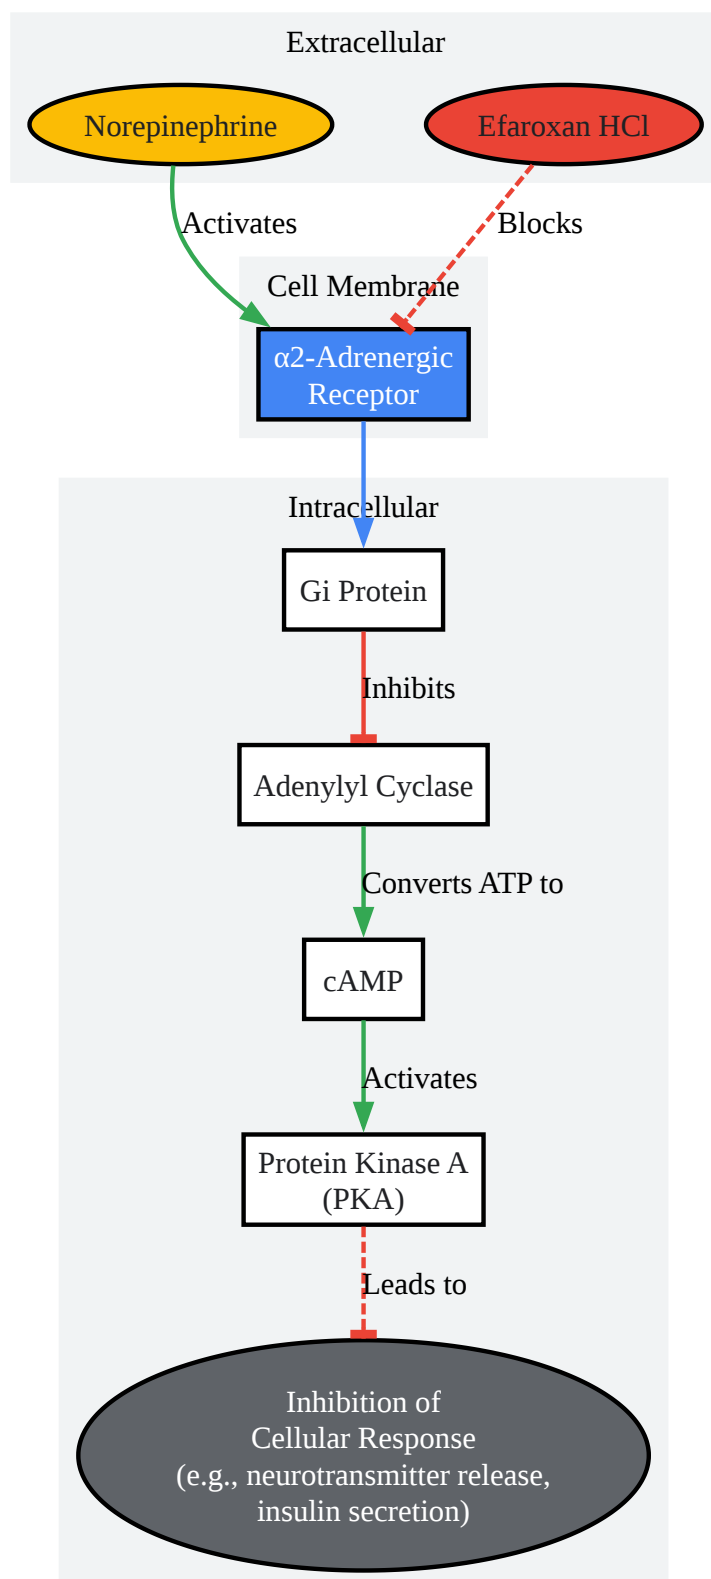 Extracellular
Norepinephrine
Efaroxan HCl
Activates
Blocks
Cell Membrane
α2-Adrenergic
Receptor
Intracellular
Gi Protein
Inhibits
Adenylyl Cyclase
Converts ATP to
cAMP
Activates
Protein Kinase A
(PKA)
Leads to
Inhibition of
Cellular Response
(e.g., neurotransmitter release,
insulin secretion)